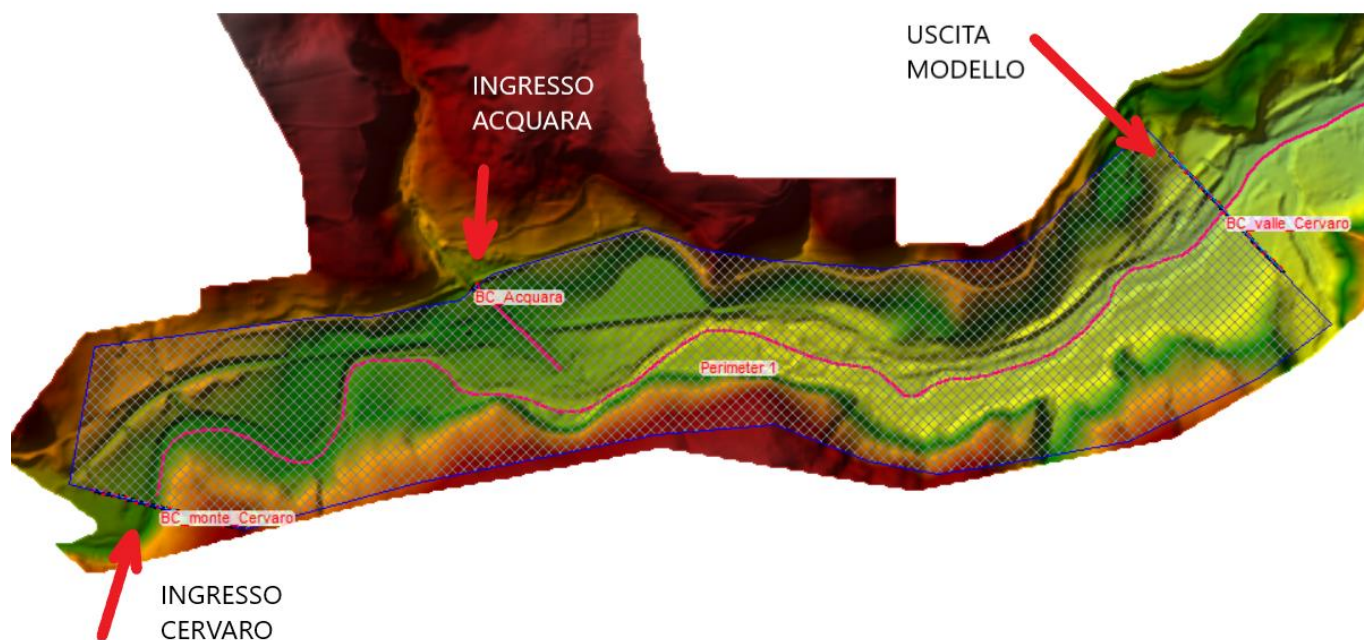 USCITA
MODELLO
INGRESSO
ACQUARA
BC_valle_Cervaro
BC_Acquara
Perimeter 1
BC_monte_Cervaro
INGRESSO
CERVARO